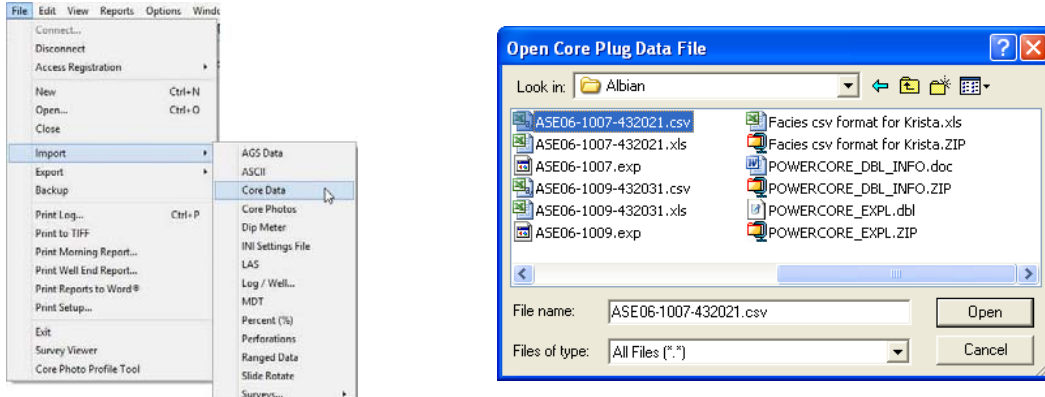 File Edit View Reports Options
Connect...
Disconnect
Access Registration
New Ctrl+N
Open... Ctrl+O
Close
Import
Export
Backup
Print Log... Ctrl+P
Print to TIFF
Print Morning Report...
Print Well End Report...
Print Reports to Word®
Print Setup...
Exit
Survey Viewer
Core Photo Profile Tool
AGS Data
ASCII
Core Data
Core Photos
Dip Meter
INI Settings File
LAS
Log / Well...
MDT
Percent (%)
Perforations
Ranged Data
Slide Rotate
Surveys...
Open Core Plug Data File
Look in: Albian
ASE06-1007-432021.csv
ASE06-1007-432021.xls
ASE06-1007.exp
ASE06-1009-432031.csv
ASE06-1009-432031.xls
ASE06-1009.exp
Facies csv format for Krista.xls
Facies csv format for Krista.ZIP
POWERCORE_DBL_INFO.doc
POWERCORE_DBL_INFO.ZIP
POWERCORE_EXPL.dbl
POWERCORE_EXPL.ZIP
File name: ASE06-1007-432021.csv Open
Files of type: All Files (*.*) Cancel